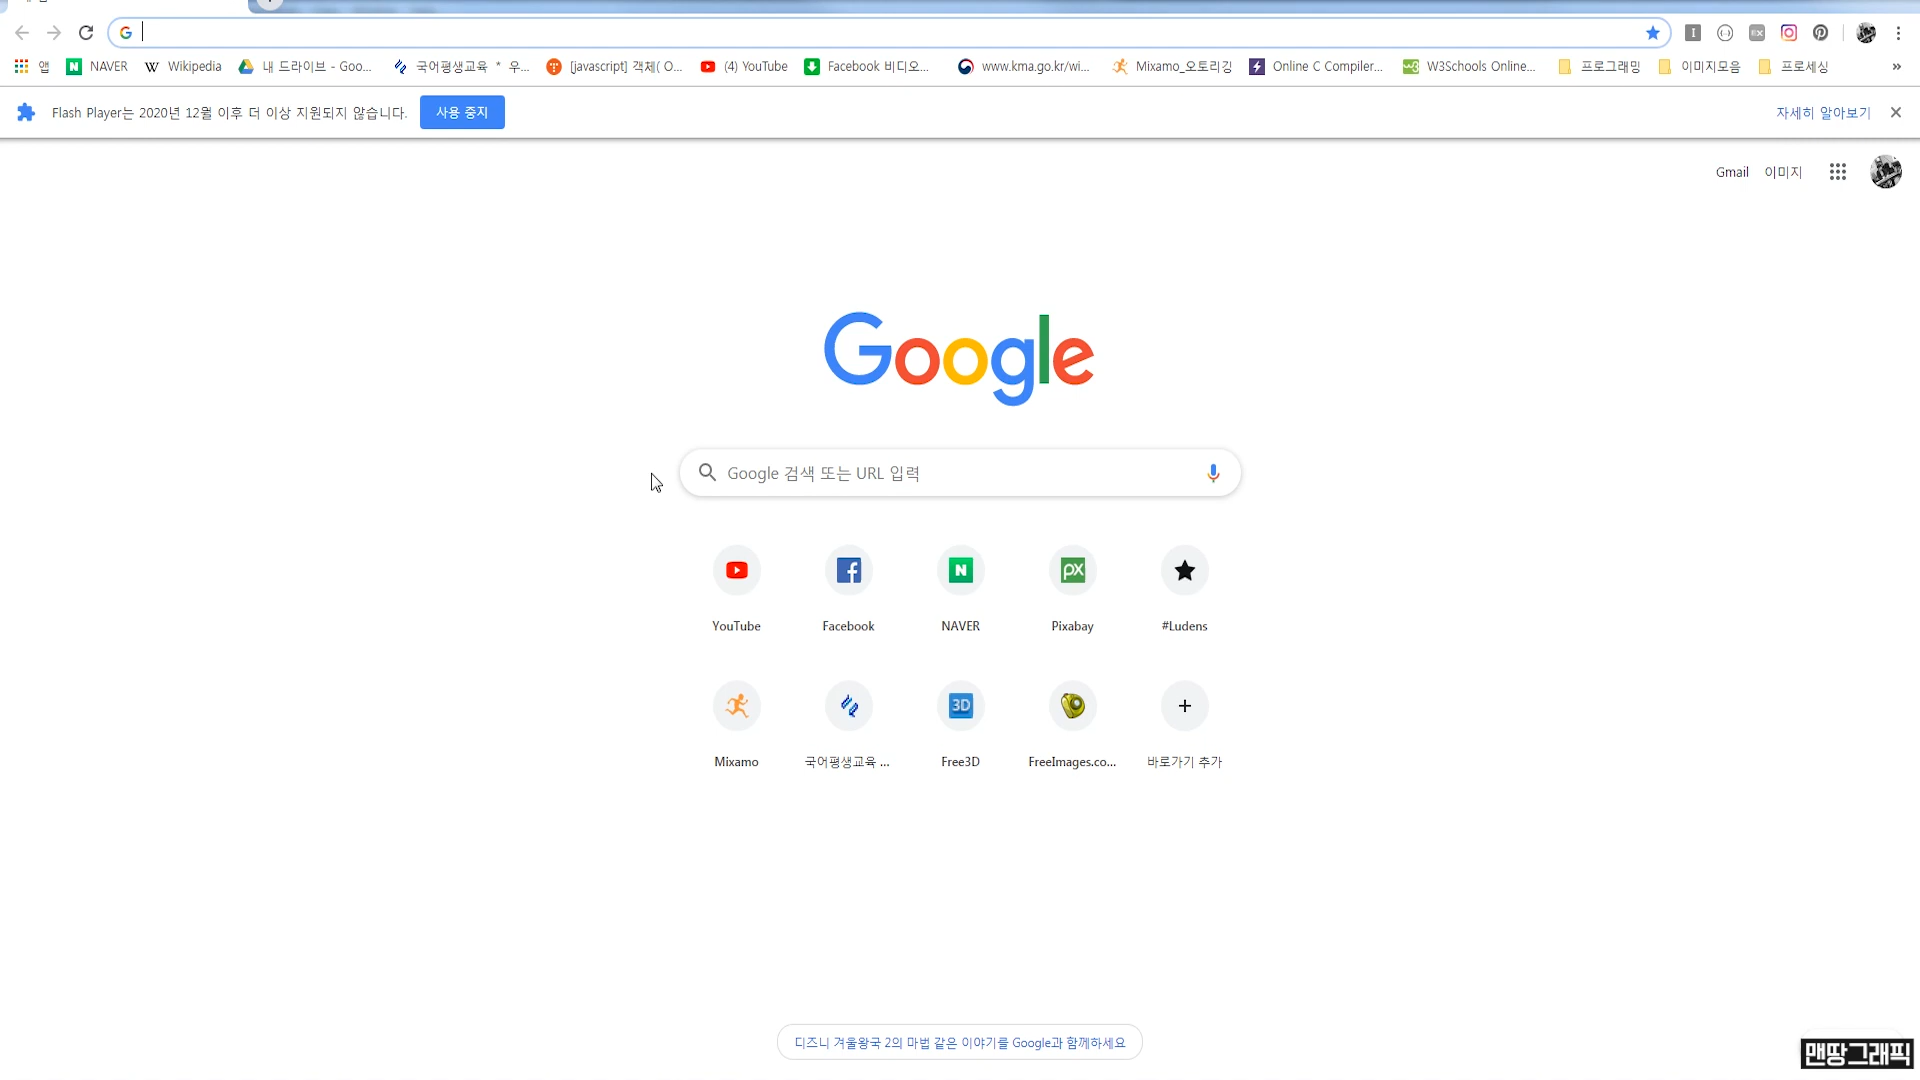 앱 NAVER Wikipedia 내 드라이브 - Goo... 국어평생교육 * 우... [javascript] 객체( O... (4) YouTube Facebook 비디오... www.kma.go.kr/wi... Mixamo_오토리깅 Online C Compiler... W3Schools Online... 프로그래밍 이미지모음 프로세싱 »
Flash Player는 2020년 12월 이후 더 이상 지원되지 않습니다. 사용 중지 자세히 알아보기
Gmail 이미지
Google
Google 검색 또는 URL 입력
YouTube Facebook NAVER Pixabay #Ludens
Mixamo 국어평생교육 ... Free3D FreeImages.co... 바로가기 추가
디즈니 겨울왕국 2의 마법 같은 이야기를 Google과 함께하세요
맨땅그래픽